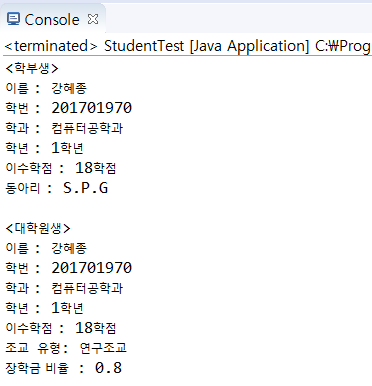 Console
<terminated> StudentTest [Java Application] C:₩Prog
<학부생>
이름 : 강혜종
학번 : 201701970
학과 : 컴퓨터공학과
학년 : 1학년
이수학점 : 18학점
동아리 : S.P.G
<대학원생>
이름 : 강혜종
학번 : 201701970
학과 : 컴퓨터공학과
학년 : 1학년
이수학점 : 18학점
조교 유형: 연구조교
장학금 비율 : 0.8